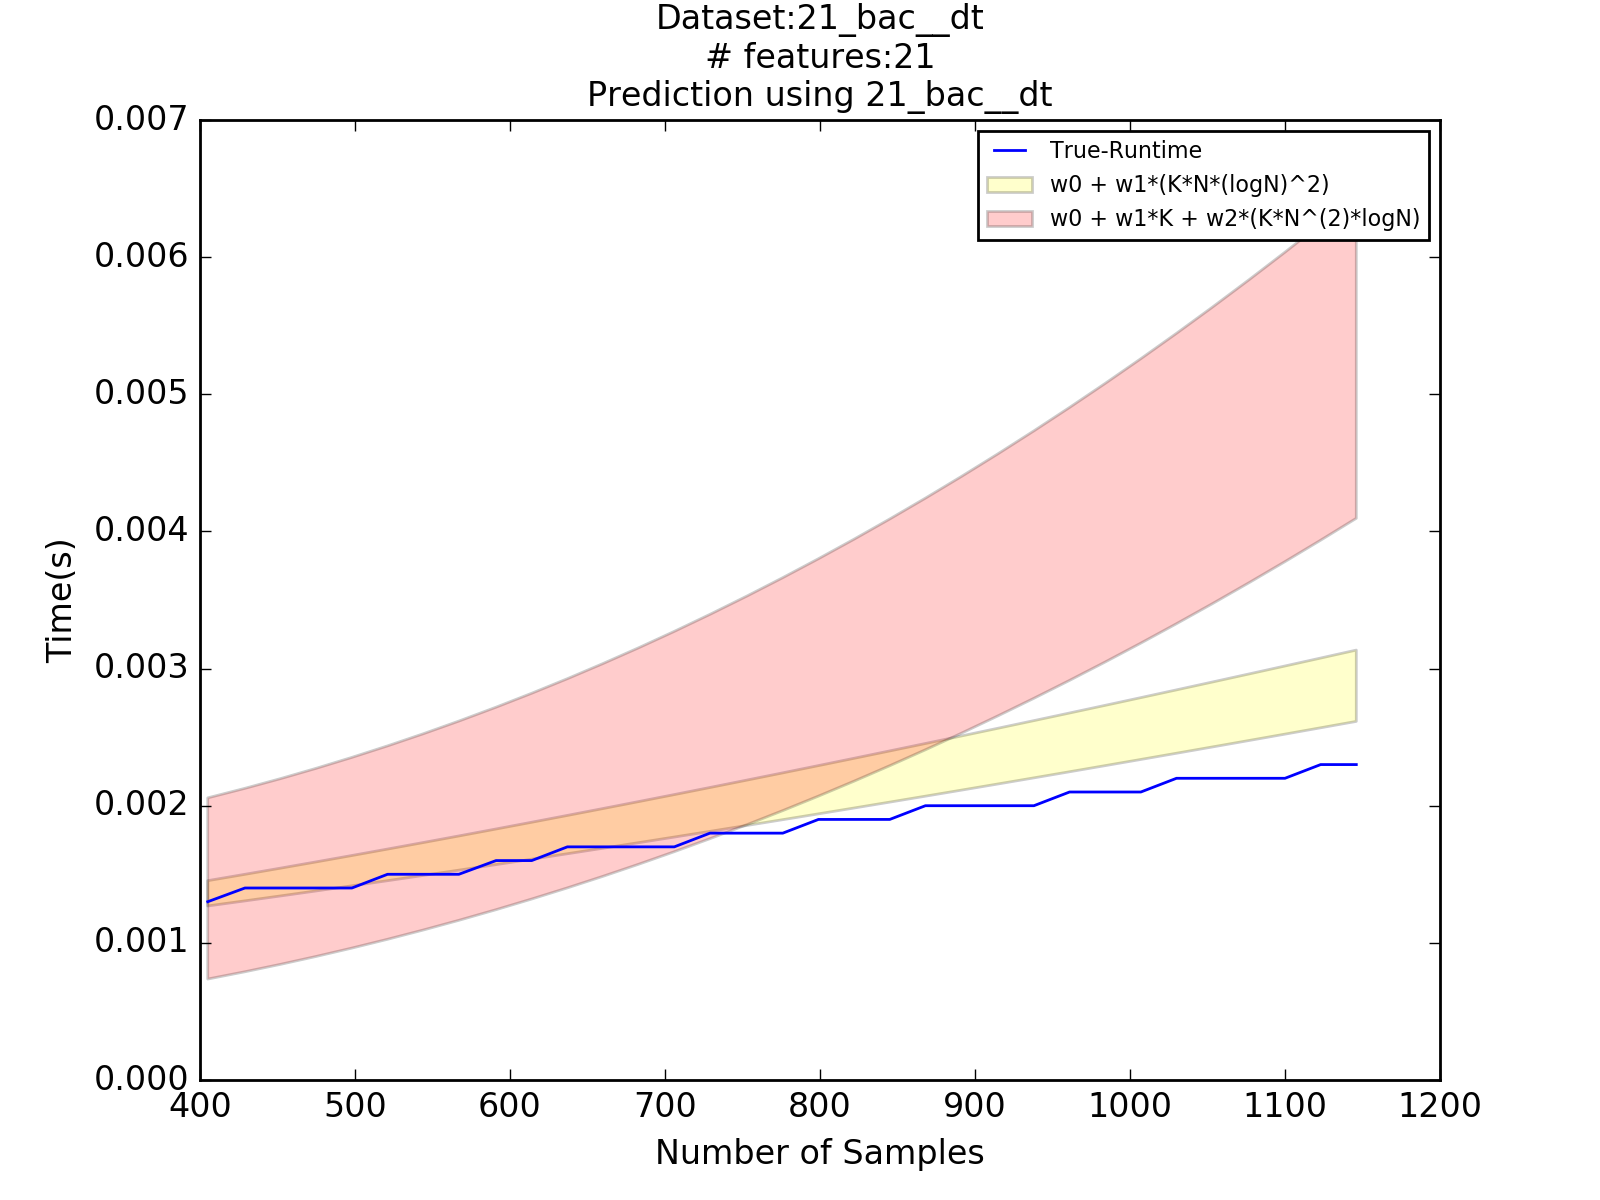 Dataset:21_bac__dt
# features:21
Prediction using 21_bac__dt
True-Runtime
w0 + w1*(K*N*(logN)^2)
w0 + w1*K + w2*(K*N^(2)*logN)
0.007
0.006
0.005
0.004
0.003
0.002
0.001
0.000
Time(s)
400 500 600 700 800 900 1000 1100 1200
Number of Samples